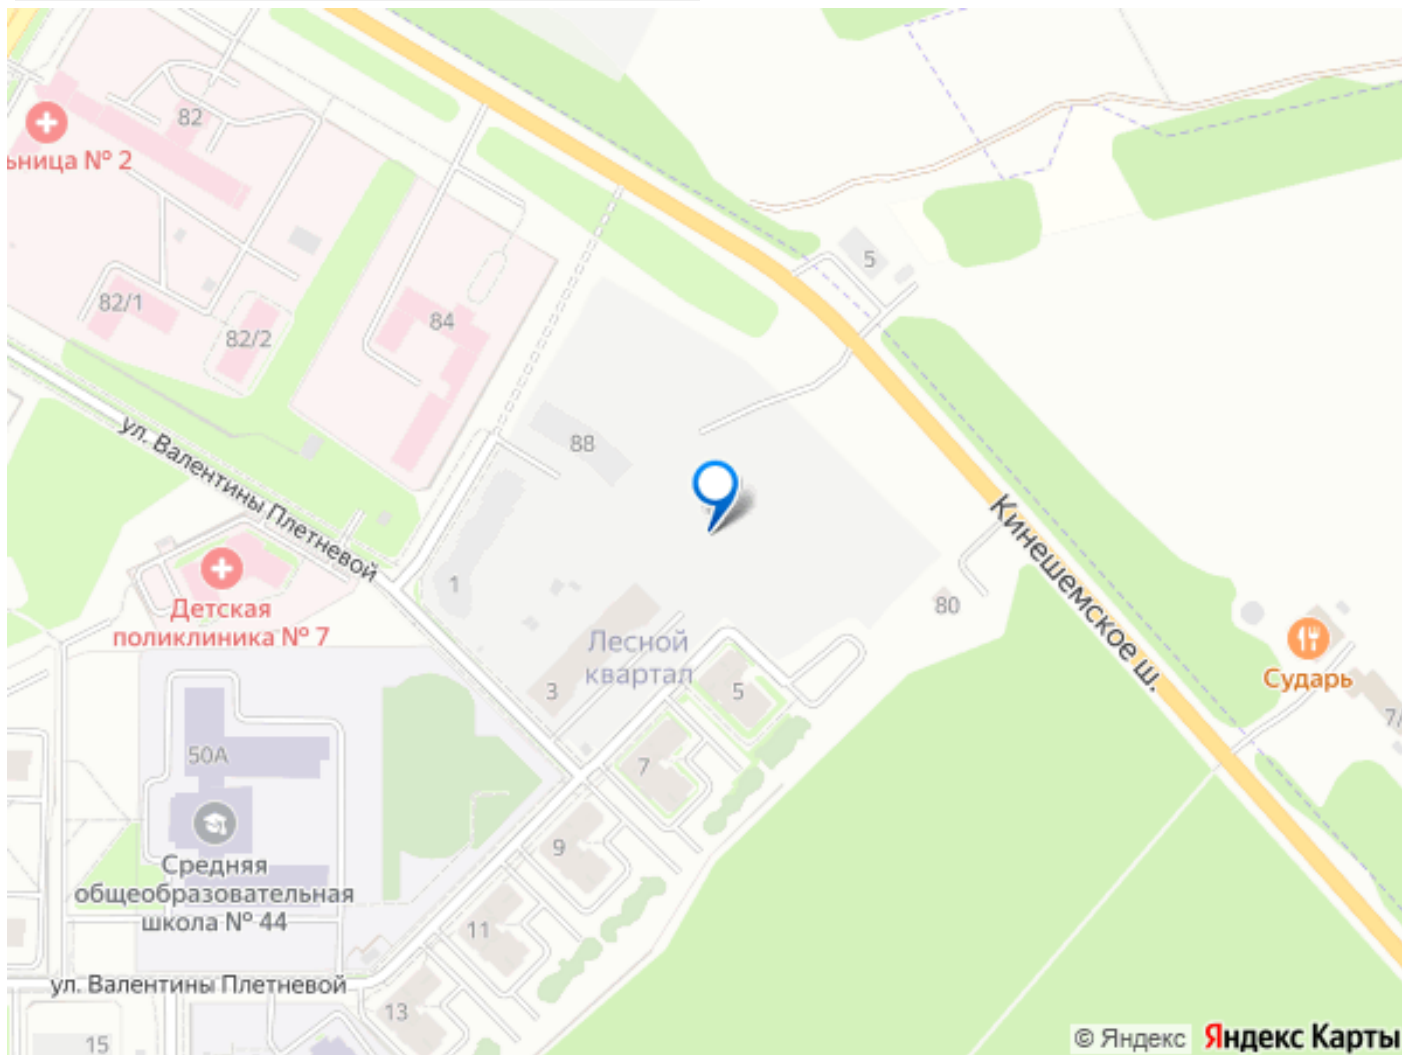 82
ьница № 2
5
82/1
84
82/2
ул. Валентины Плетневой
88
Кинешемское ш.
1
Детская
поликлиника № 7
80
Лесной
квартал
3
5
Сударь
7/
50А
7
9
Средняя
общеобразовательная
школа № 44
11
ул. Валентины Плетневой
13
15
© Яндекс Яндекс Карты